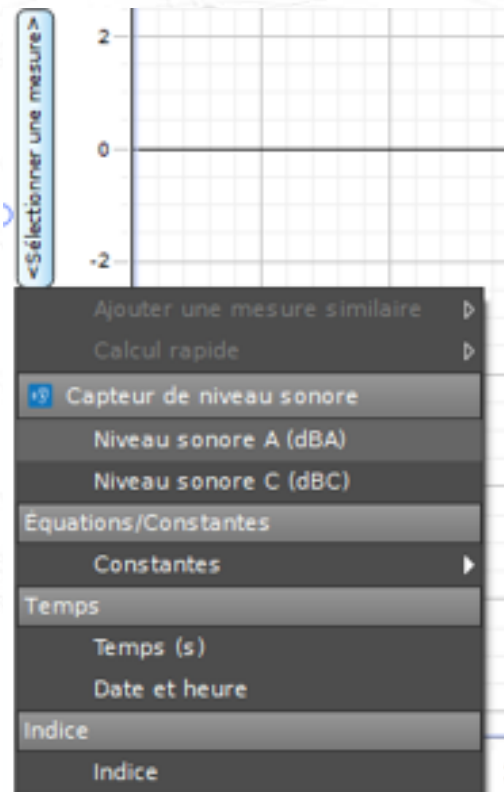 <Sélectionner une mesure>
2
0
-2
Ajouter une mesure similaire
Calcul rapide
Capteur de niveau sonore
Niveau sonore A (dBA)
Niveau sonore C (dBC)
Équations/Constantes
Constantes
Temps
Temps (s)
Date et heure
Indice
Indice